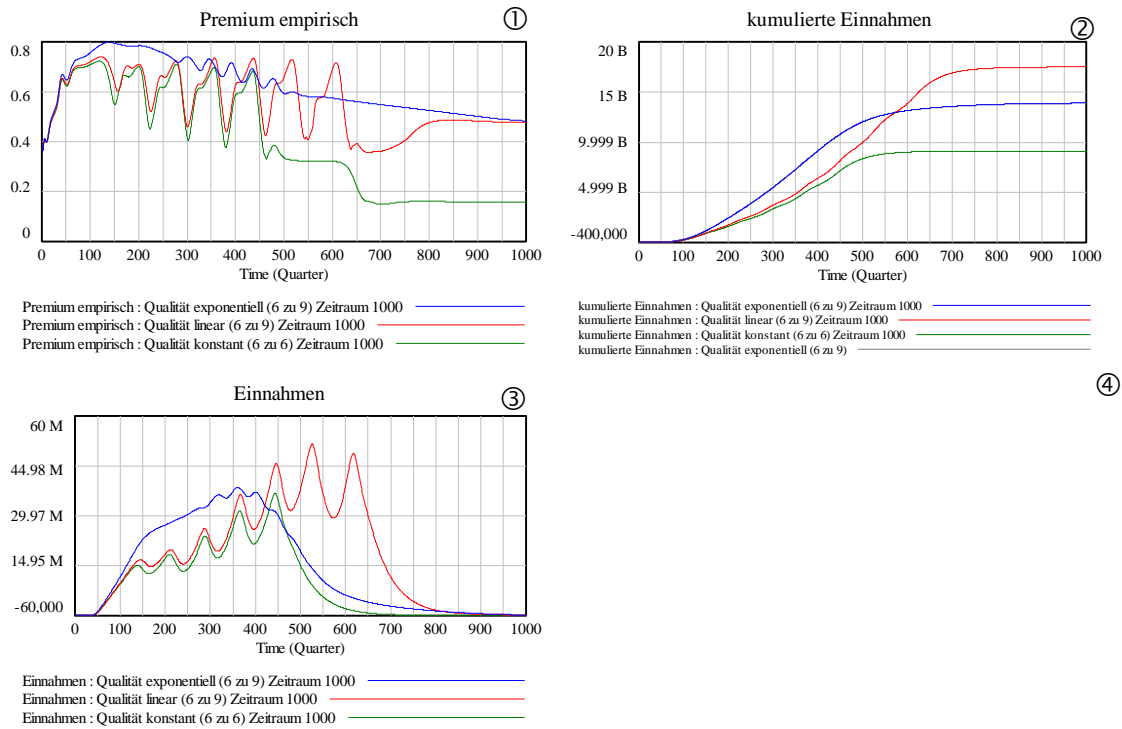 Premium empirisch ①
0.8
0.6
0.4
0.2
0
0 100 200 300 400 500 600 700 800 900 1000
Time (Quarter)
Premium empirisch : Qualität exponentiell (6 zu 9) Zeitraum 1000
Premium empirisch : Qualität linear (6 zu 9) Zeitraum 1000
Premium empirisch : Qualität konstant (6 zu 6) Zeitraum 1000
kumulierte Einnahmen ②
20 B
15 B
9.999 B
4.999 B
-400,000
0 100 200 300 400 500 600 700 800 900 1000
Time (Quarter)
kumulierte Einnahmen : Qualität exponentiell (6 zu 9) Zeitraum 1000
kumulierte Einnahmen : Qualität linear (6 zu 9) Zeitraum 1000
kumulierte Einnahmen : Qualität konstant (6 zu 6) Zeitraum 1000
kumulierte Einnahmen : Qualität exponentiell (6 zu 9)
Einnahmen ③
60 M
44.98 M
29.97 M
14.95 M
-60,000
0 100 200 300 400 500 600 700 800 900 1000
Time (Quarter)
Einnahmen : Qualität exponentiell (6 zu 9) Zeitraum 1000
Einnahmen : Qualität linear (6 zu 9) Zeitraum 1000
Einnahmen : Qualität konstant (6 zu 6) Zeitraum 1000
④